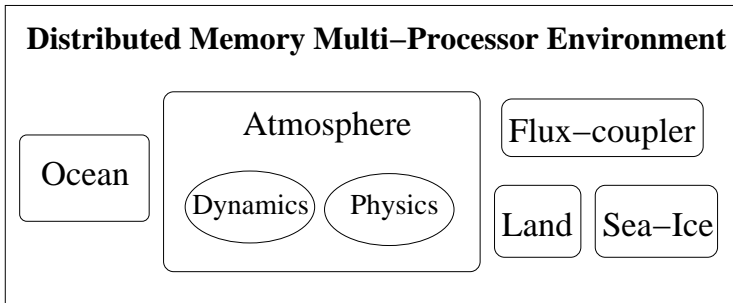 Distributed Memory Multi−Processor Environment
Atmosphere
Flux−coupler
Ocean
Dynamics
Physics
Land
Sea−Ice